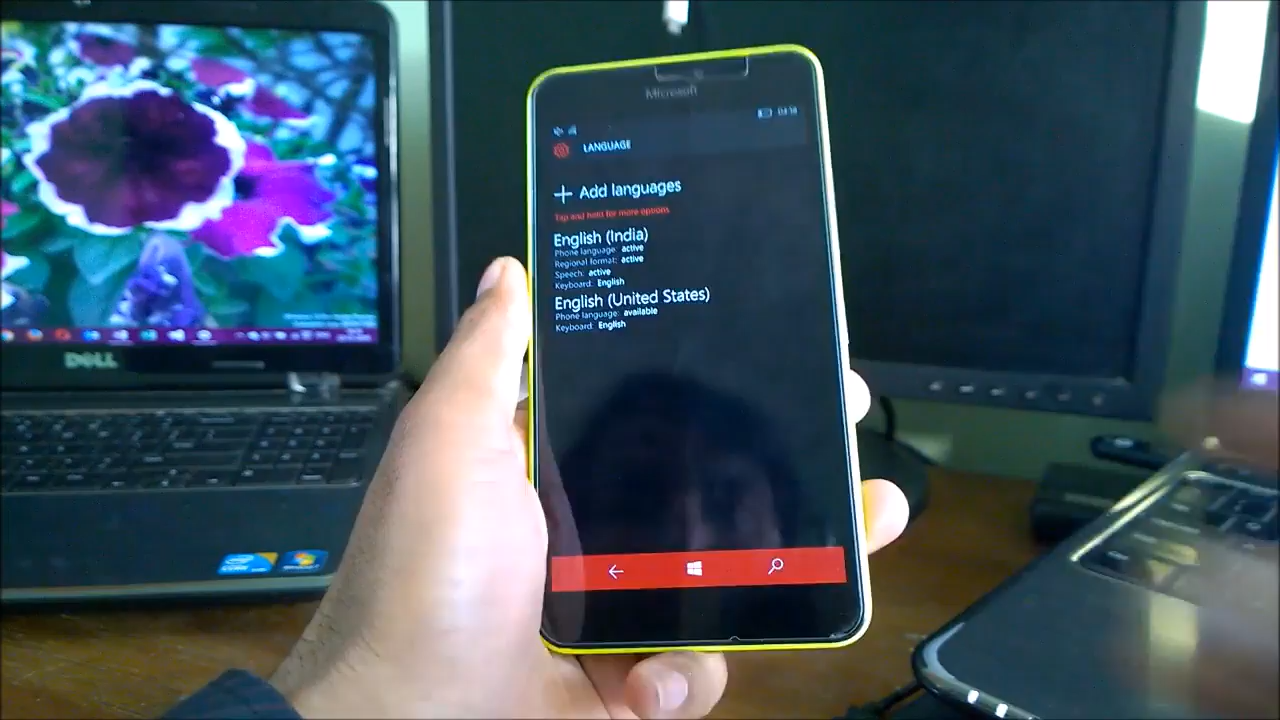 Microsoft
LANGUAGE
Add languages
Tap and hold for more options
English (India)
Phone language: active
Regional format: active
Speech: active
Keyboard: English
English (United States)
Phone language: available
Keyboard: English
DELL
intel